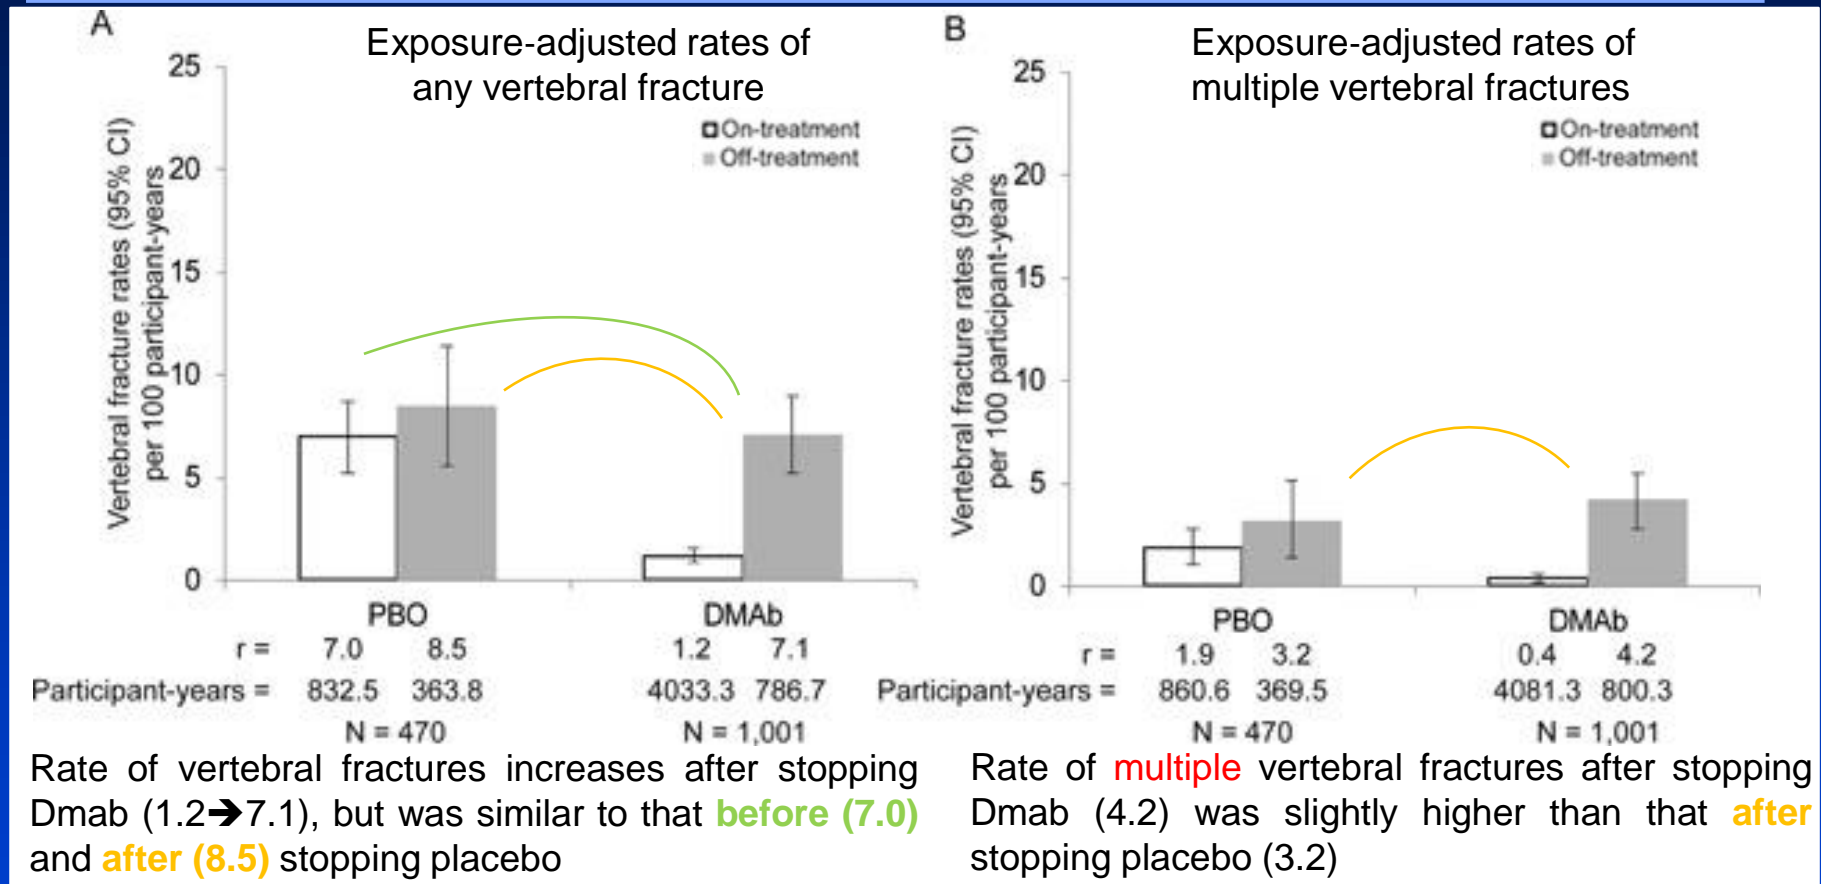 A
Exposure-adjusted rates of
any vertebral fracture
Vertebral fracture rates (95% CI)
per 100 participant-years
25
20
15
10
5
0
On-treatment
Off-treatment
PBO
DMAb
r = 7.0 8.5 1.2 7.1
Participant-years = 832.5 363.8 4033.3 786.7
N = 470 N = 1,001
Rate of vertebral fractures increases after stopping
Dmab (1.2➔7.1), but was similar to that before (7.0)
and after (8.5) stopping placebo
B
Exposure-adjusted rates of
multiple vertebral fractures
Vertebral fracture rates (95% CI)
per 100 participant-years
25
20
15
10
5
0
On-treatment
Off-treatment
PBO
DMAb
r = 1.9 3.2 0.4 4.2
Participant-years = 860.6 369.5 4081.3 800.3
N = 470 N = 1,001
Rate of multiple vertebral fractures after stopping
Dmab (4.2) was slightly higher than that after
stopping placebo (3.2)